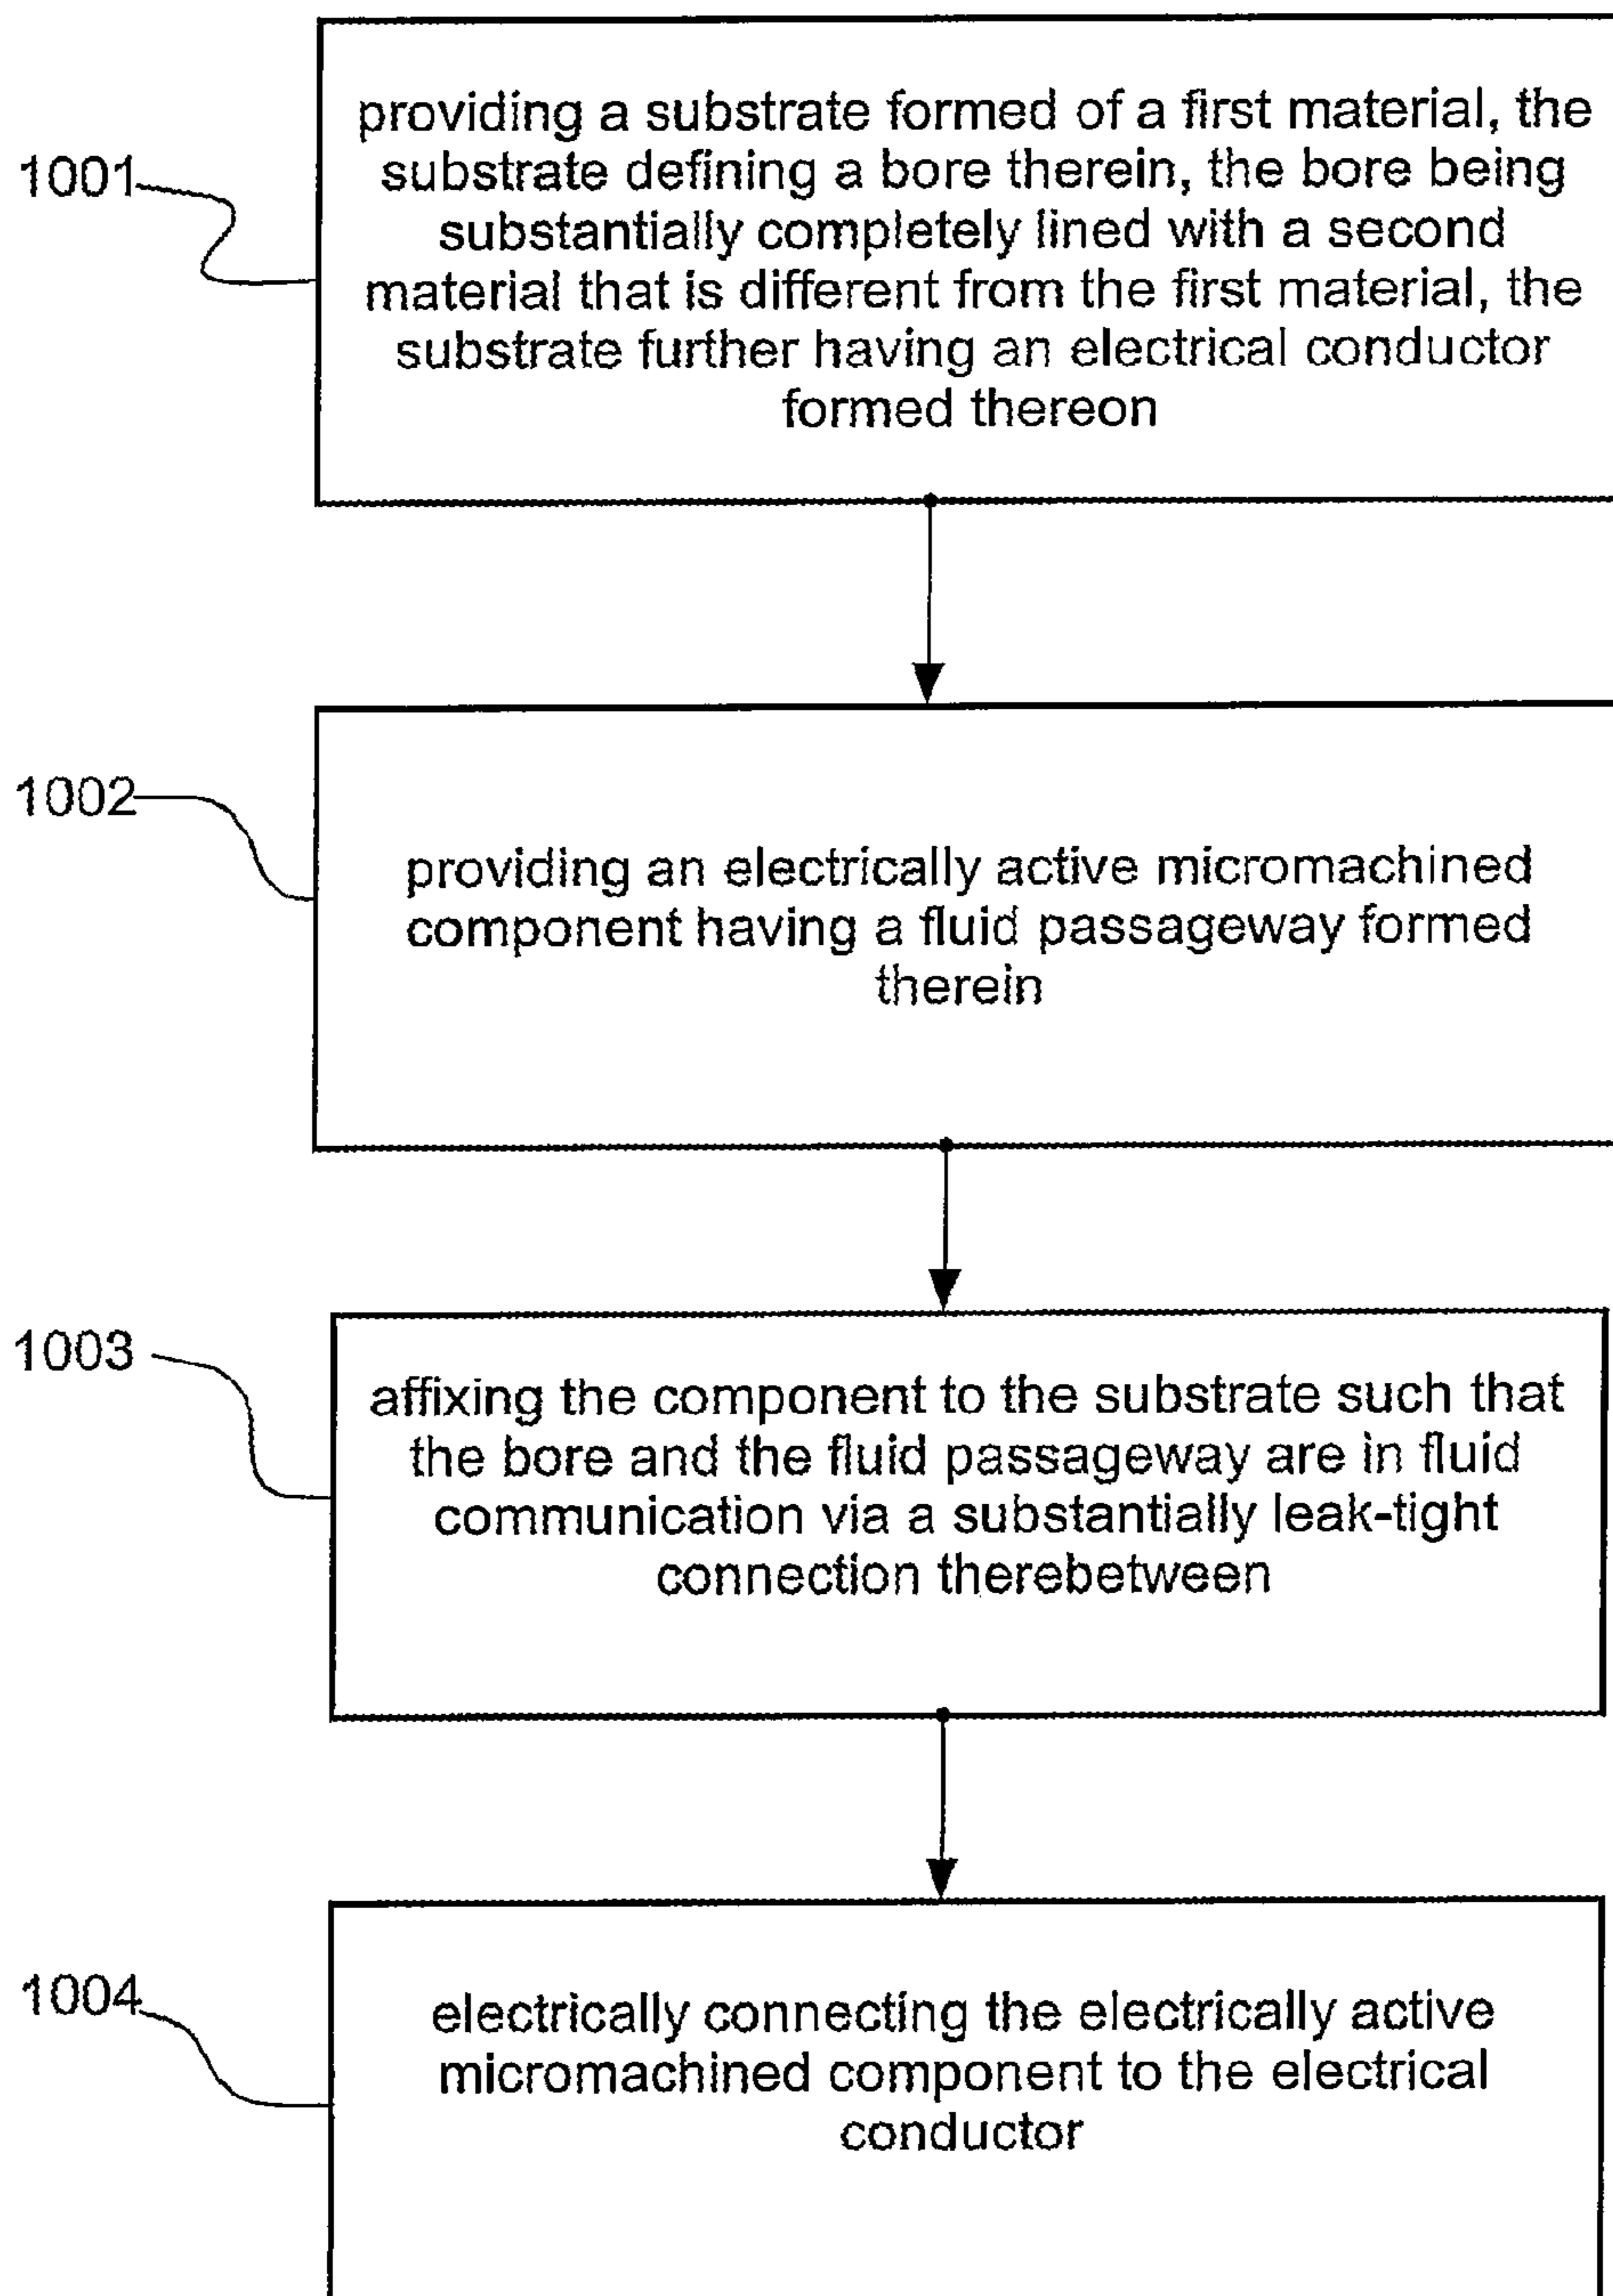 1001
providing a substrate formed of a first material, the
substrate defining a bore therein, the bore being
substantially completely lined with a second
material that is different from the first material, the
substrate further having an electrical conductor
formed thereon
1002
providing an electrically active micromachined
component having a fluid passageway formed
therein
1003
affixing the component to the substrate such that
the bore and the fluid passageway are in fluid
communication via a substantially leak-tight
connection therebetween
1004
electrically connecting the electrically active
micromachined component to the electrical
conductor